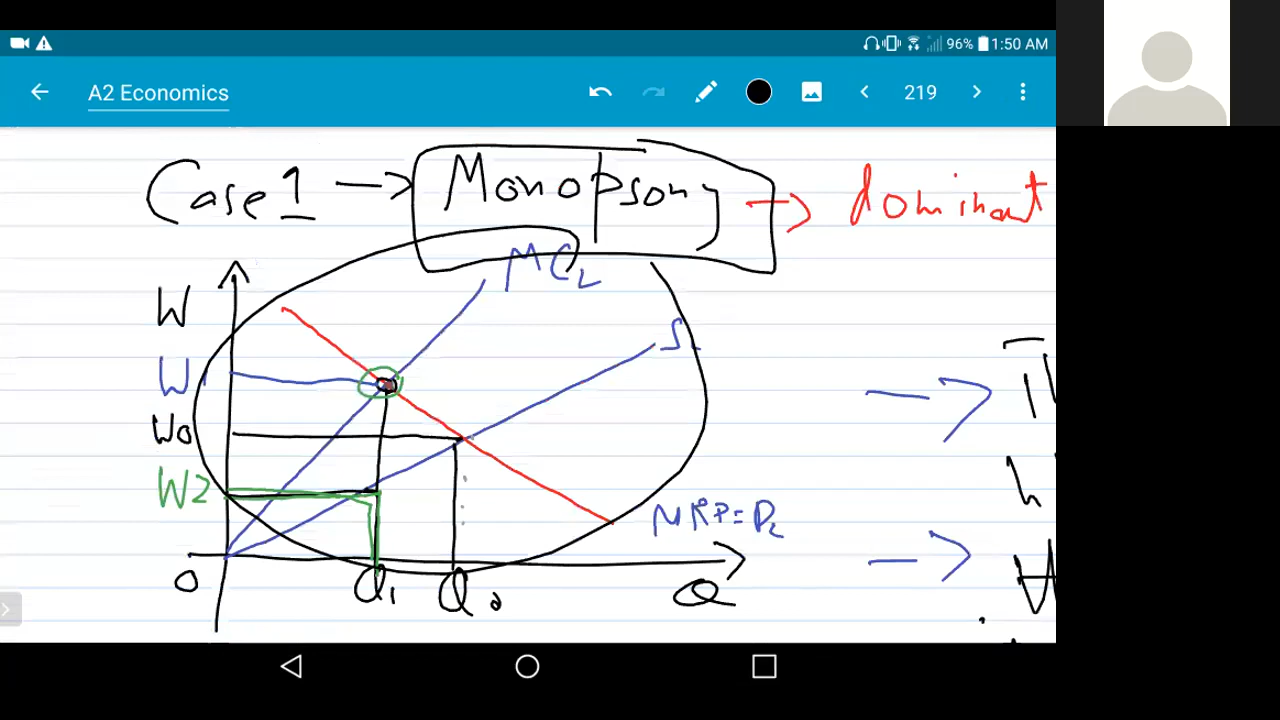 96% 1:50 AM
A2 Economics
219
Case 1 → Monopsony → dominant
MCL
W
SL
W1
W0
W2
MRP = DL
O
Q1
Q0
Q